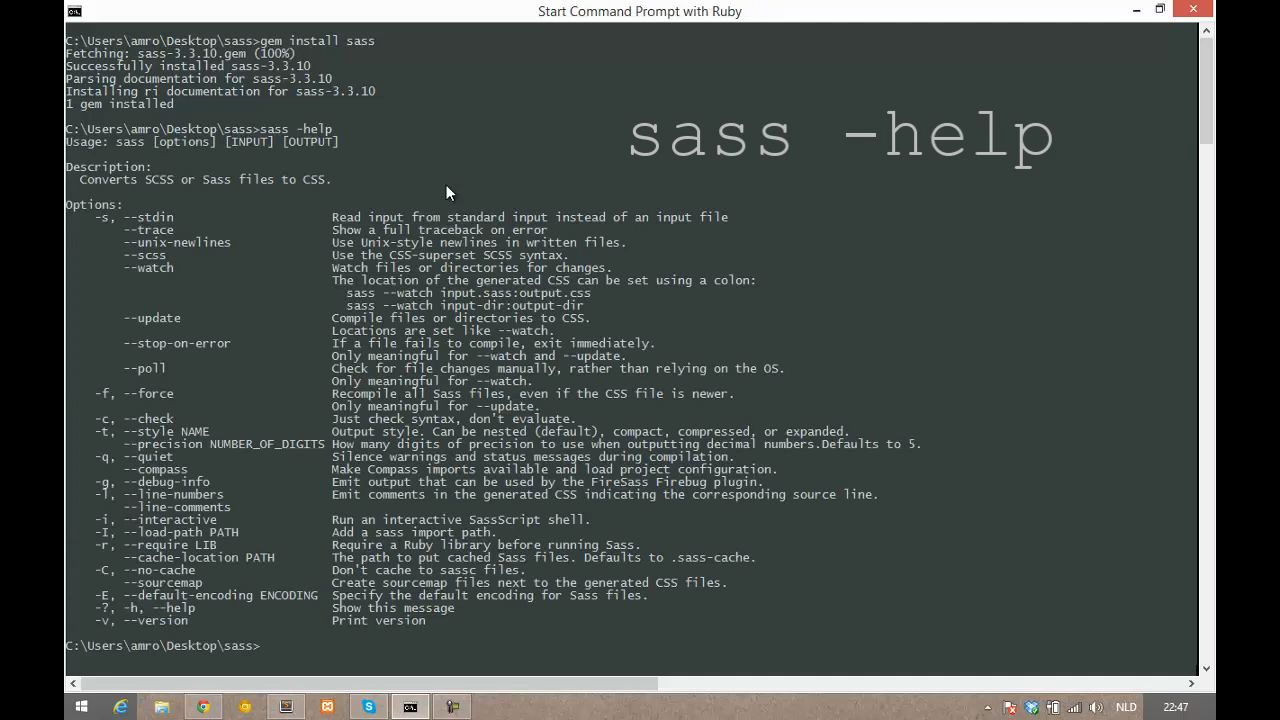 Start Command Prompt with Ruby
C:\Users\amro\Desktop\sass>gem install sass
Fetching: sass-3.3.10.gem (100%)
Successfully installed sass-3.3.10
Parsing documentation for sass-3.3.10
Installing ri documentation for sass-3.3.10
1 gem installed
C:\Users\amro\Desktop\sass>sass -help
Usage: sass [options] [INPUT] [OUTPUT]
sass -help
Description:
Converts SCSS or Sass files to CSS.
Options:
-s, --stdin Read input from standard input instead of an input file
--trace Show a full traceback on error
--unix-newlines Use Unix-style newlines in written files.
--scss Use the CSS-superset SCSS syntax.
--watch Watch files or directories for changes.
The location of the generated CSS can be set using a colon:
sass --watch input.sass:output.css
sass --watch input-dir:output-dir
--update Compile files or directories to CSS.
Locations are set like --watch.
--stop-on-error If a file fails to compile, exit immediately.
Only meaningful for --watch and --update.
--poll Check for file changes manually, rather than relying on the OS.
Only meaningful for --watch.
-f, --force Recompile all Sass files, even if the CSS file is newer.
Only meaningful for --update.
-c, --check Just check syntax, don't evaluate.
-t, --style NAME Output style. Can be nested (default), compact, compressed, or expanded.
--precision NUMBER_OF_DIGITS How many digits of precision to use when outputting decimal numbers.Defaults to 5.
-q, --quiet Silence warnings and status messages during compilation.
--compass Make Compass imports available and load project configuration.
-g, --debug-info Emit output that can be used by the FireSass Firebug plugin.
-l, --line-numbers Emit comments in the generated CSS indicating the corresponding source line.
--line-comments
-i, --interactive Run an interactive SassScript shell.
-I, --load-path PATH Add a sass import path.
-r, --require LIB Require a Ruby library before running Sass.
--cache-location PATH The path to put cached Sass files. Defaults to .sass-cache.
-C, --no-cache Don't cache to sassc files.
--sourcemap Create sourcemap files next to the generated CSS files.
-E, --default-encoding ENCODING Specify the default encoding for Sass files.
-?, -h, --help Show this message
-v, --version Print version
C:\Users\amro\Desktop\sass>
NLD 22:47